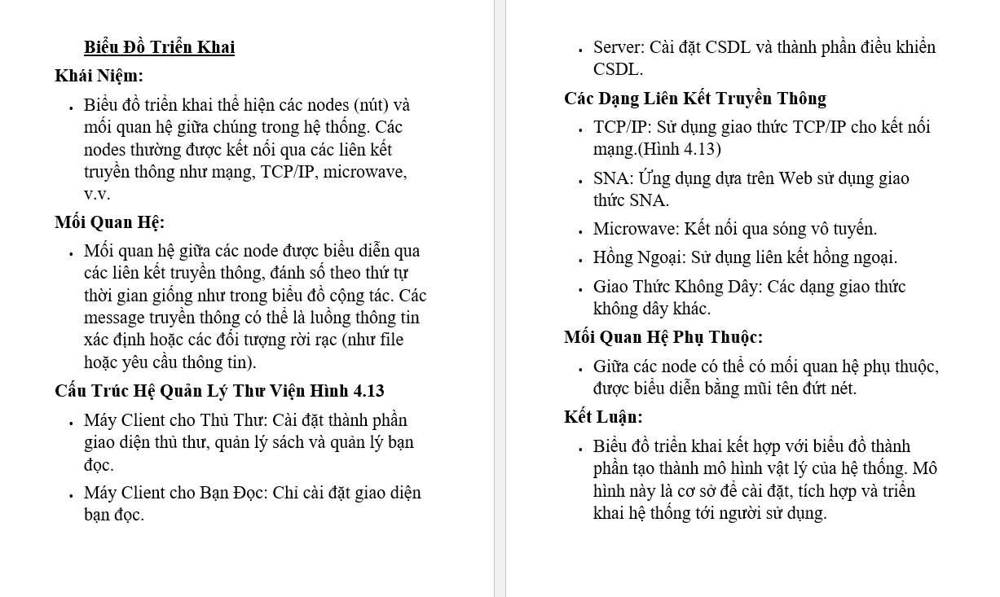 Biểu Đồ Triển Khai
Khái Niệm:
• Biểu đồ triển khai thể hiện các nodes (nút) và
mối quan hệ giữa chúng trong hệ thống. Các
nodes thường được kết nối qua các liên kết
truyền thông như mạng, TCP/IP, microwave,
v.v.
Mối Quan Hệ:
• Mối quan hệ giữa các node được biểu diễn qua
các liên kết truyền thông, đánh số theo thứ tự
thời gian giống như trong biểu đồ cộng tác. Các
message truyền thông có thể là luồng thông tin
xác định hoặc các đối tượng rời rạc (như file
hoặc yêu cầu thông tin).
Cấu Trúc Hệ Quản Lý Thư Viện Hình 4.13
• Máy Client cho Thủ Thư: Cài đặt thành phần
giao diện thủ thư, quản lý sách và quản lý bạn
đọc.
• Máy Client cho Bạn Đọc: Chỉ cài đặt giao diện
bạn đọc.
• Server: Cài đặt CSDL và thành phần điều khiển
CSDL.
Các Dạng Liên Kết Truyền Thông
• TCP/IP: Sử dụng giao thức TCP/IP cho kết nối
mạng.(Hình 4.13)
• SNA: Ứng dụng dựa trên Web sử dụng giao
thức SNA.
• Microwave: Kết nối qua sóng vô tuyến.
• Hồng Ngoại: Sử dụng liên kết hồng ngoại.
• Giao Thức Không Dây: Các dạng giao thức
không dây khác.
Mối Quan Hệ Phụ Thuộc:
• Giữa các node có thể có mối quan hệ phụ thuộc,
được biểu diễn bằng mũi tên đứt nét.
Kết Luận:
• Biểu đồ triển khai kết hợp với biểu đồ thành
phần tạo thành mô hình vật lý của hệ thống. Mô
hình này là cơ sở để cài đặt, tích hợp và triển
khai hệ thống tới người sử dụng.